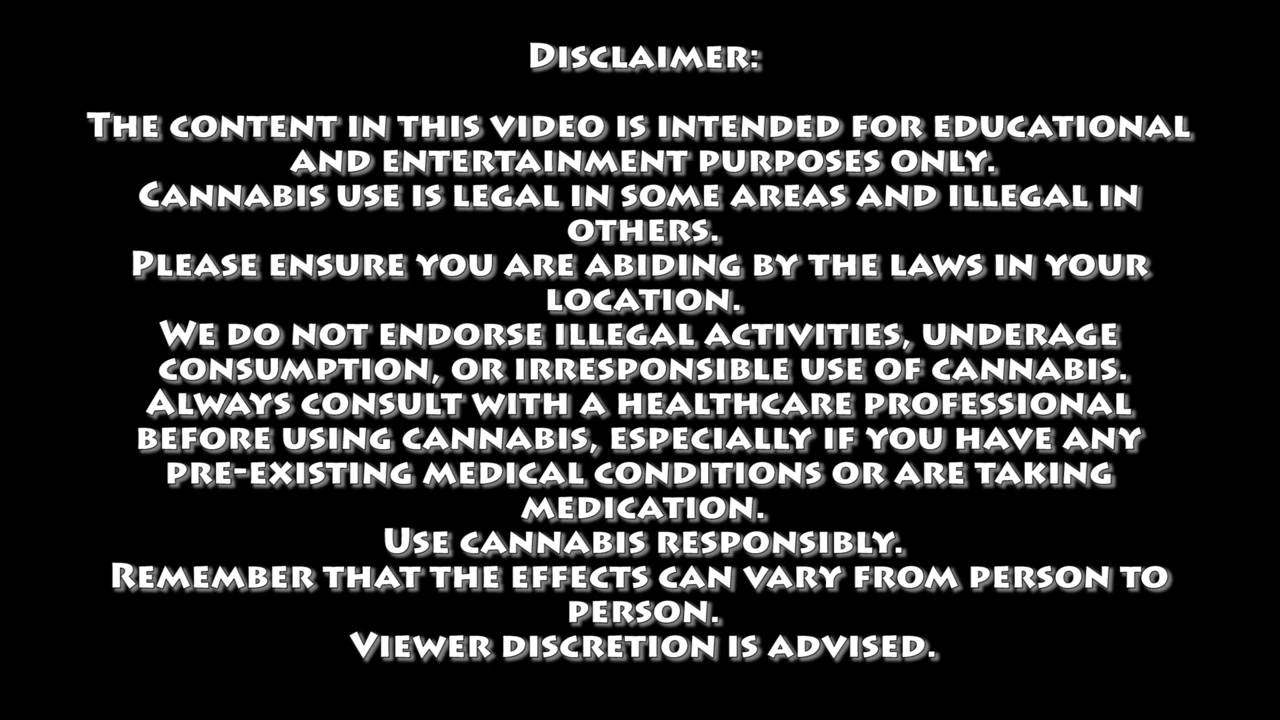 Disclaimer:
The content in this video is intended for educational
and entertainment purposes only.
Cannabis use is legal in some areas and illegal in
others.
Please ensure you are abiding by the laws in your
location.
We do not endorse illegal activities, underage
consumption, or irresponsible use of cannabis.
Always consult with a healthcare professional
before using cannabis, especially if you have any
pre-existing medical conditions or are taking
medication.
Use cannabis responsibly.
Remember that the effects can vary from person to
person.
Viewer discretion is advised.